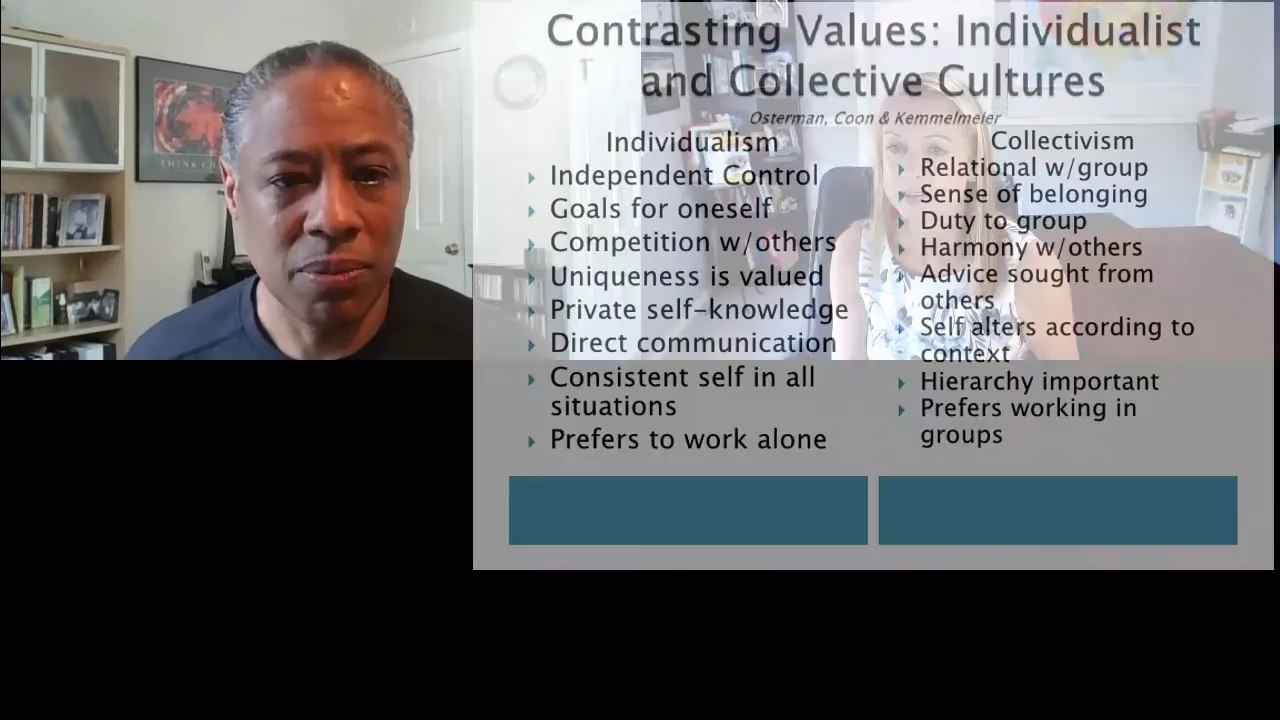 Contrasting Values: Individualist
and Collective Cultures
Osterman, Coon & Kemmelmeier
Individualism
Independent Control
Goals for oneself
Competition w/others
Uniqueness is valued
Private self-knowledge
Direct communication
Consistent self in all
situations
Prefers to work alone
Collectivism
Relational w/group
Sense of belonging
Duty to group
Harmony w/others
Advice sought from
others
Self alters according to
context
Hierarchy important
Prefers working in
groups
THINK